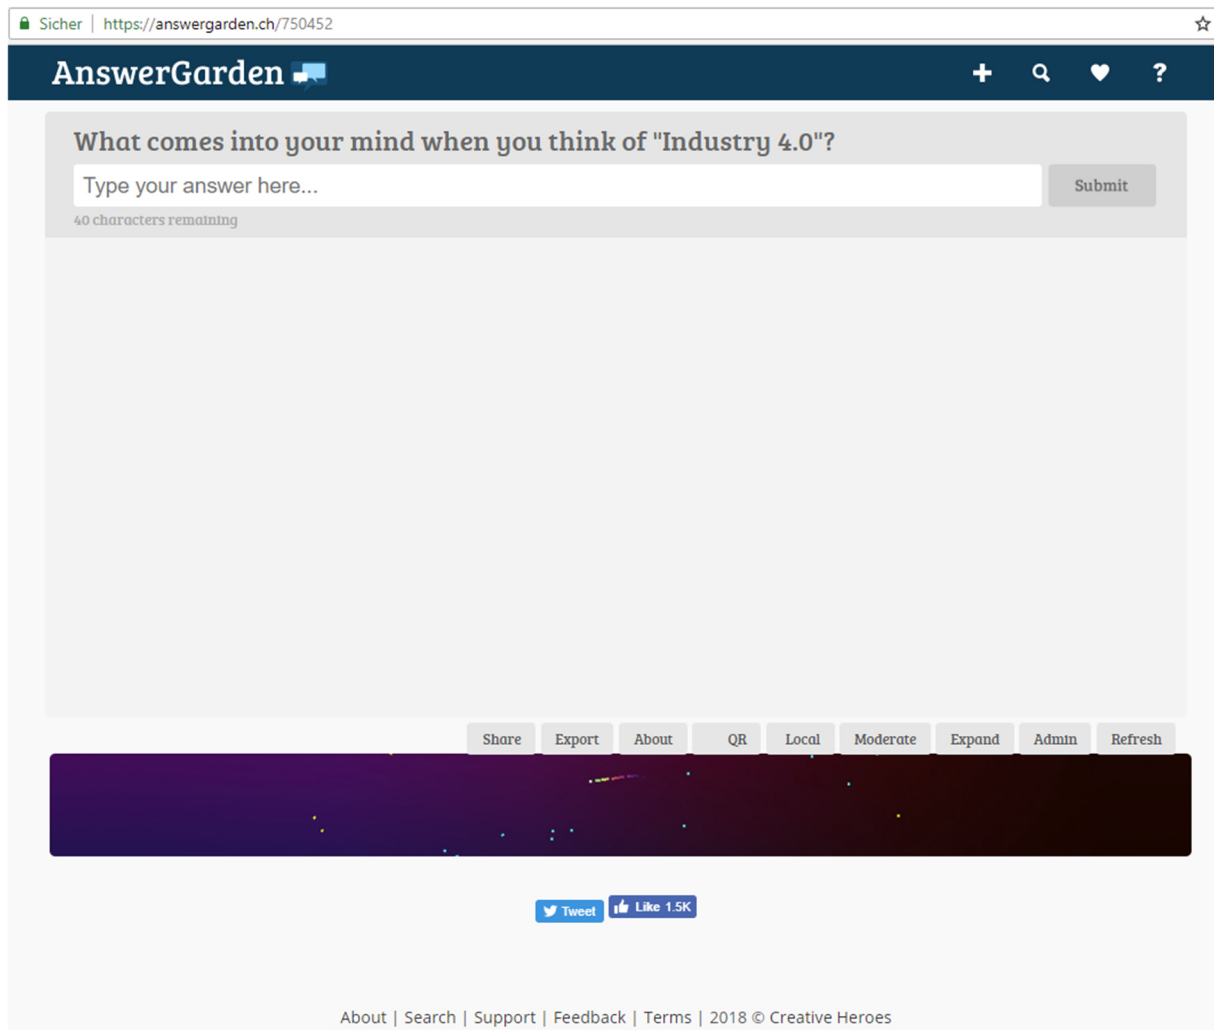 Sicher | https://answergarden.ch/750452
AnswerGarden
What comes into your mind when you think of "Industry 4.0"?
Type your answer here...
Submit
40 characters remaining
Share Export About QR Local Moderate Expand Admin Refresh
Tweet Like 1.5K
About | Search | Support | Feedback | Terms | 2018 © Creative Heroes